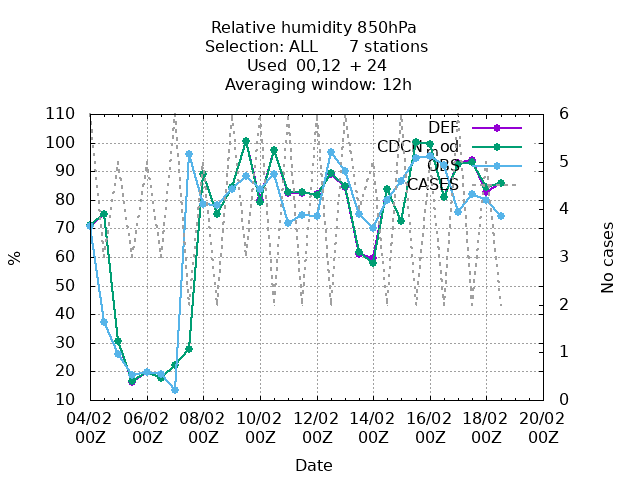 Relative humidity 850hPa
Selection: ALL 7 stations
Used 00,12 + 24
Averaging window: 12h
DEF
OBS
CASES
110
100
90
80
70
60
50
40
30
20
10
6
5
4
3
2
1
0
%
No cases
04/02 06/02 08/02 10/02 12/02 14/02 16/02 18/02 20/02
00Z 00Z 00Z 00Z 00Z 00Z 00Z 00Z 00Z
Date